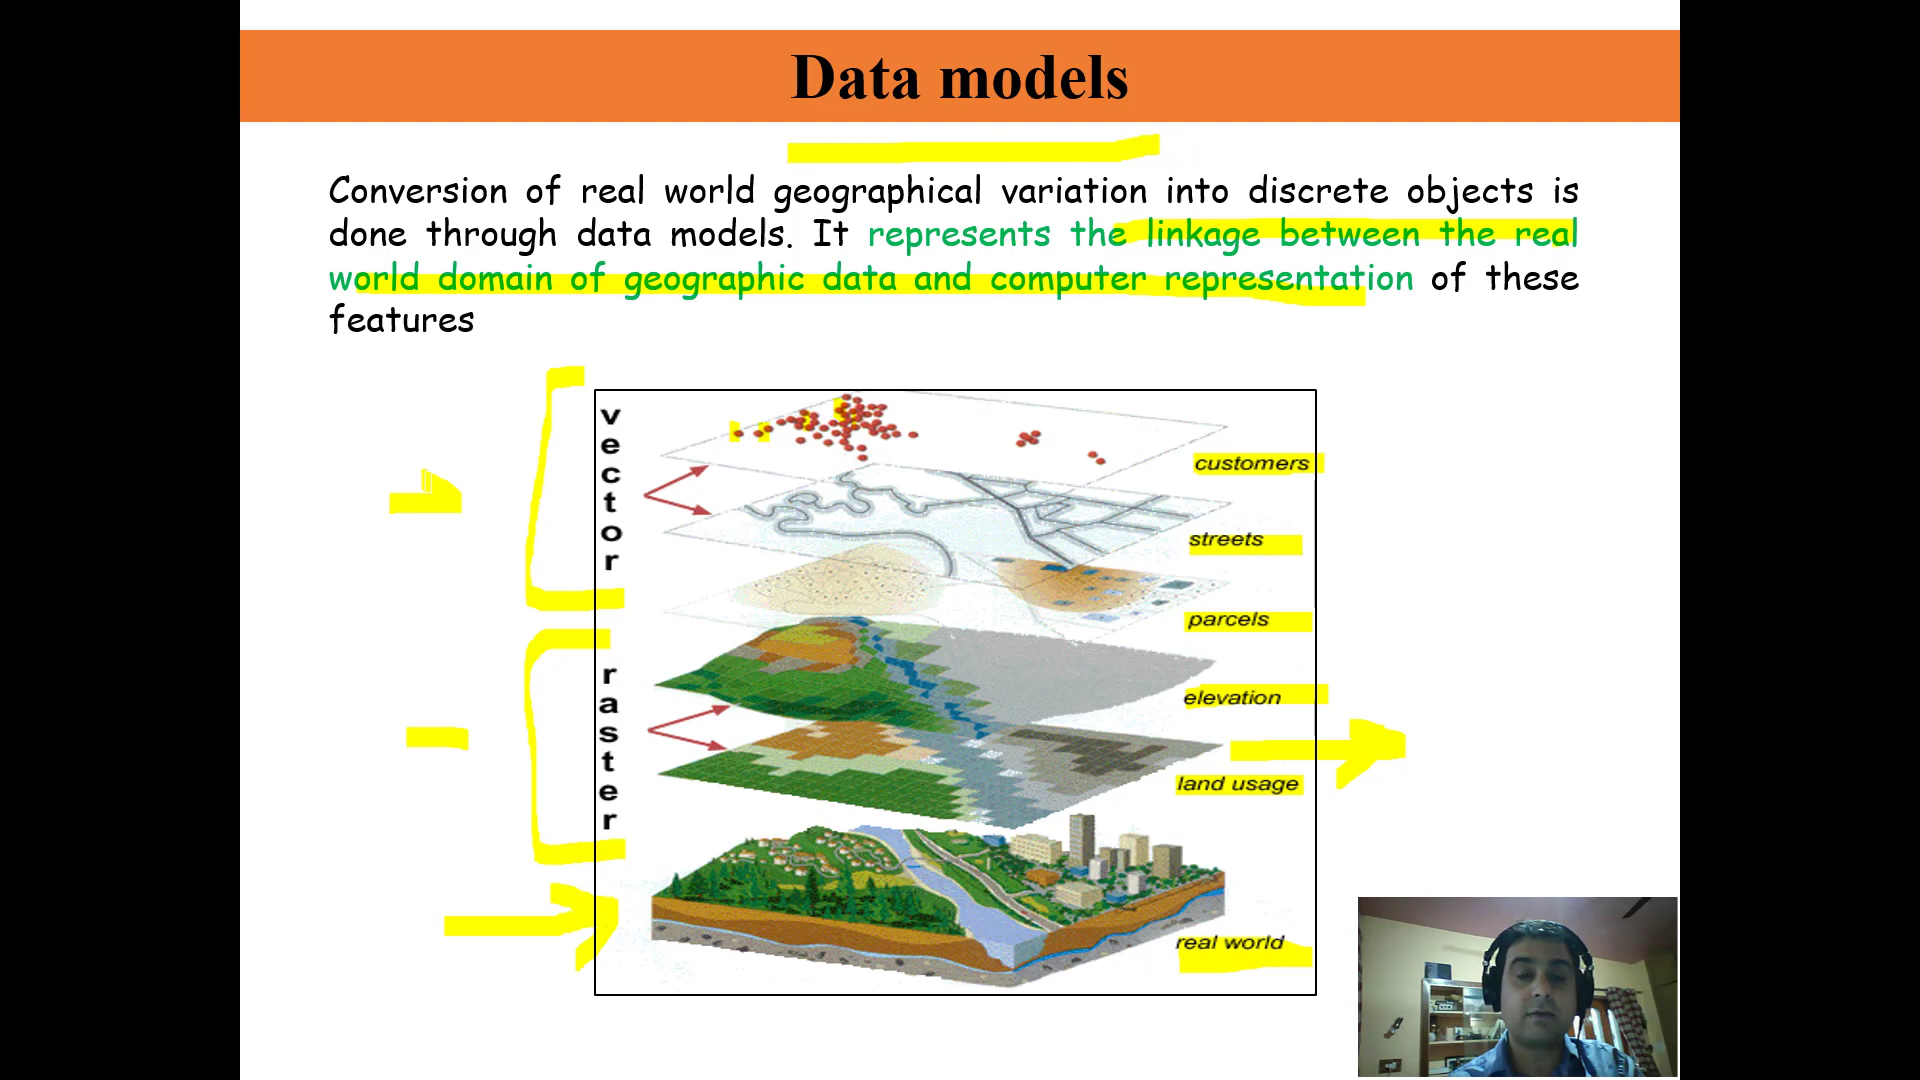 Data models
Conversion of real world geographical variation into discrete objects is
done through data models. It represents the linkage between the real
world domain of geographic data and computer representation of these
features
vector
customers
streets
parcels
raster
elevation
land usage
real world